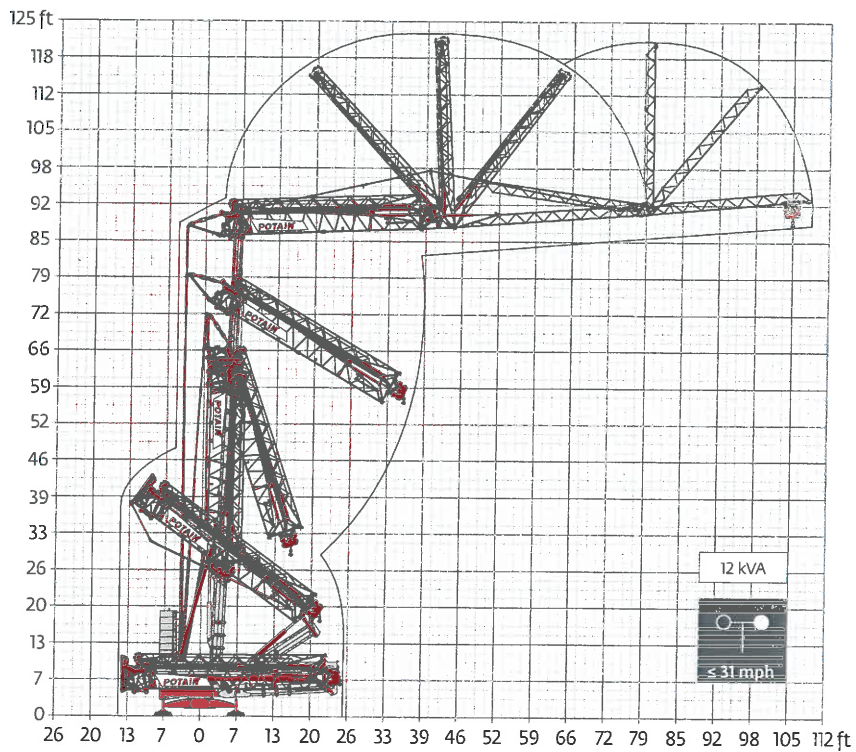 125 ft
118
112
105
98
92
85
79
72
66
59
52
46
39
33
26
20
13
7
0
POTAIN
POTAIN
POTAIN
POTAIN
POTAIN
12 kVA
≤ 31 mph
26 20 13 7 0 7 13 20 26 33 39 46 52 59 66 72 79 85 92 98 105 112 ft